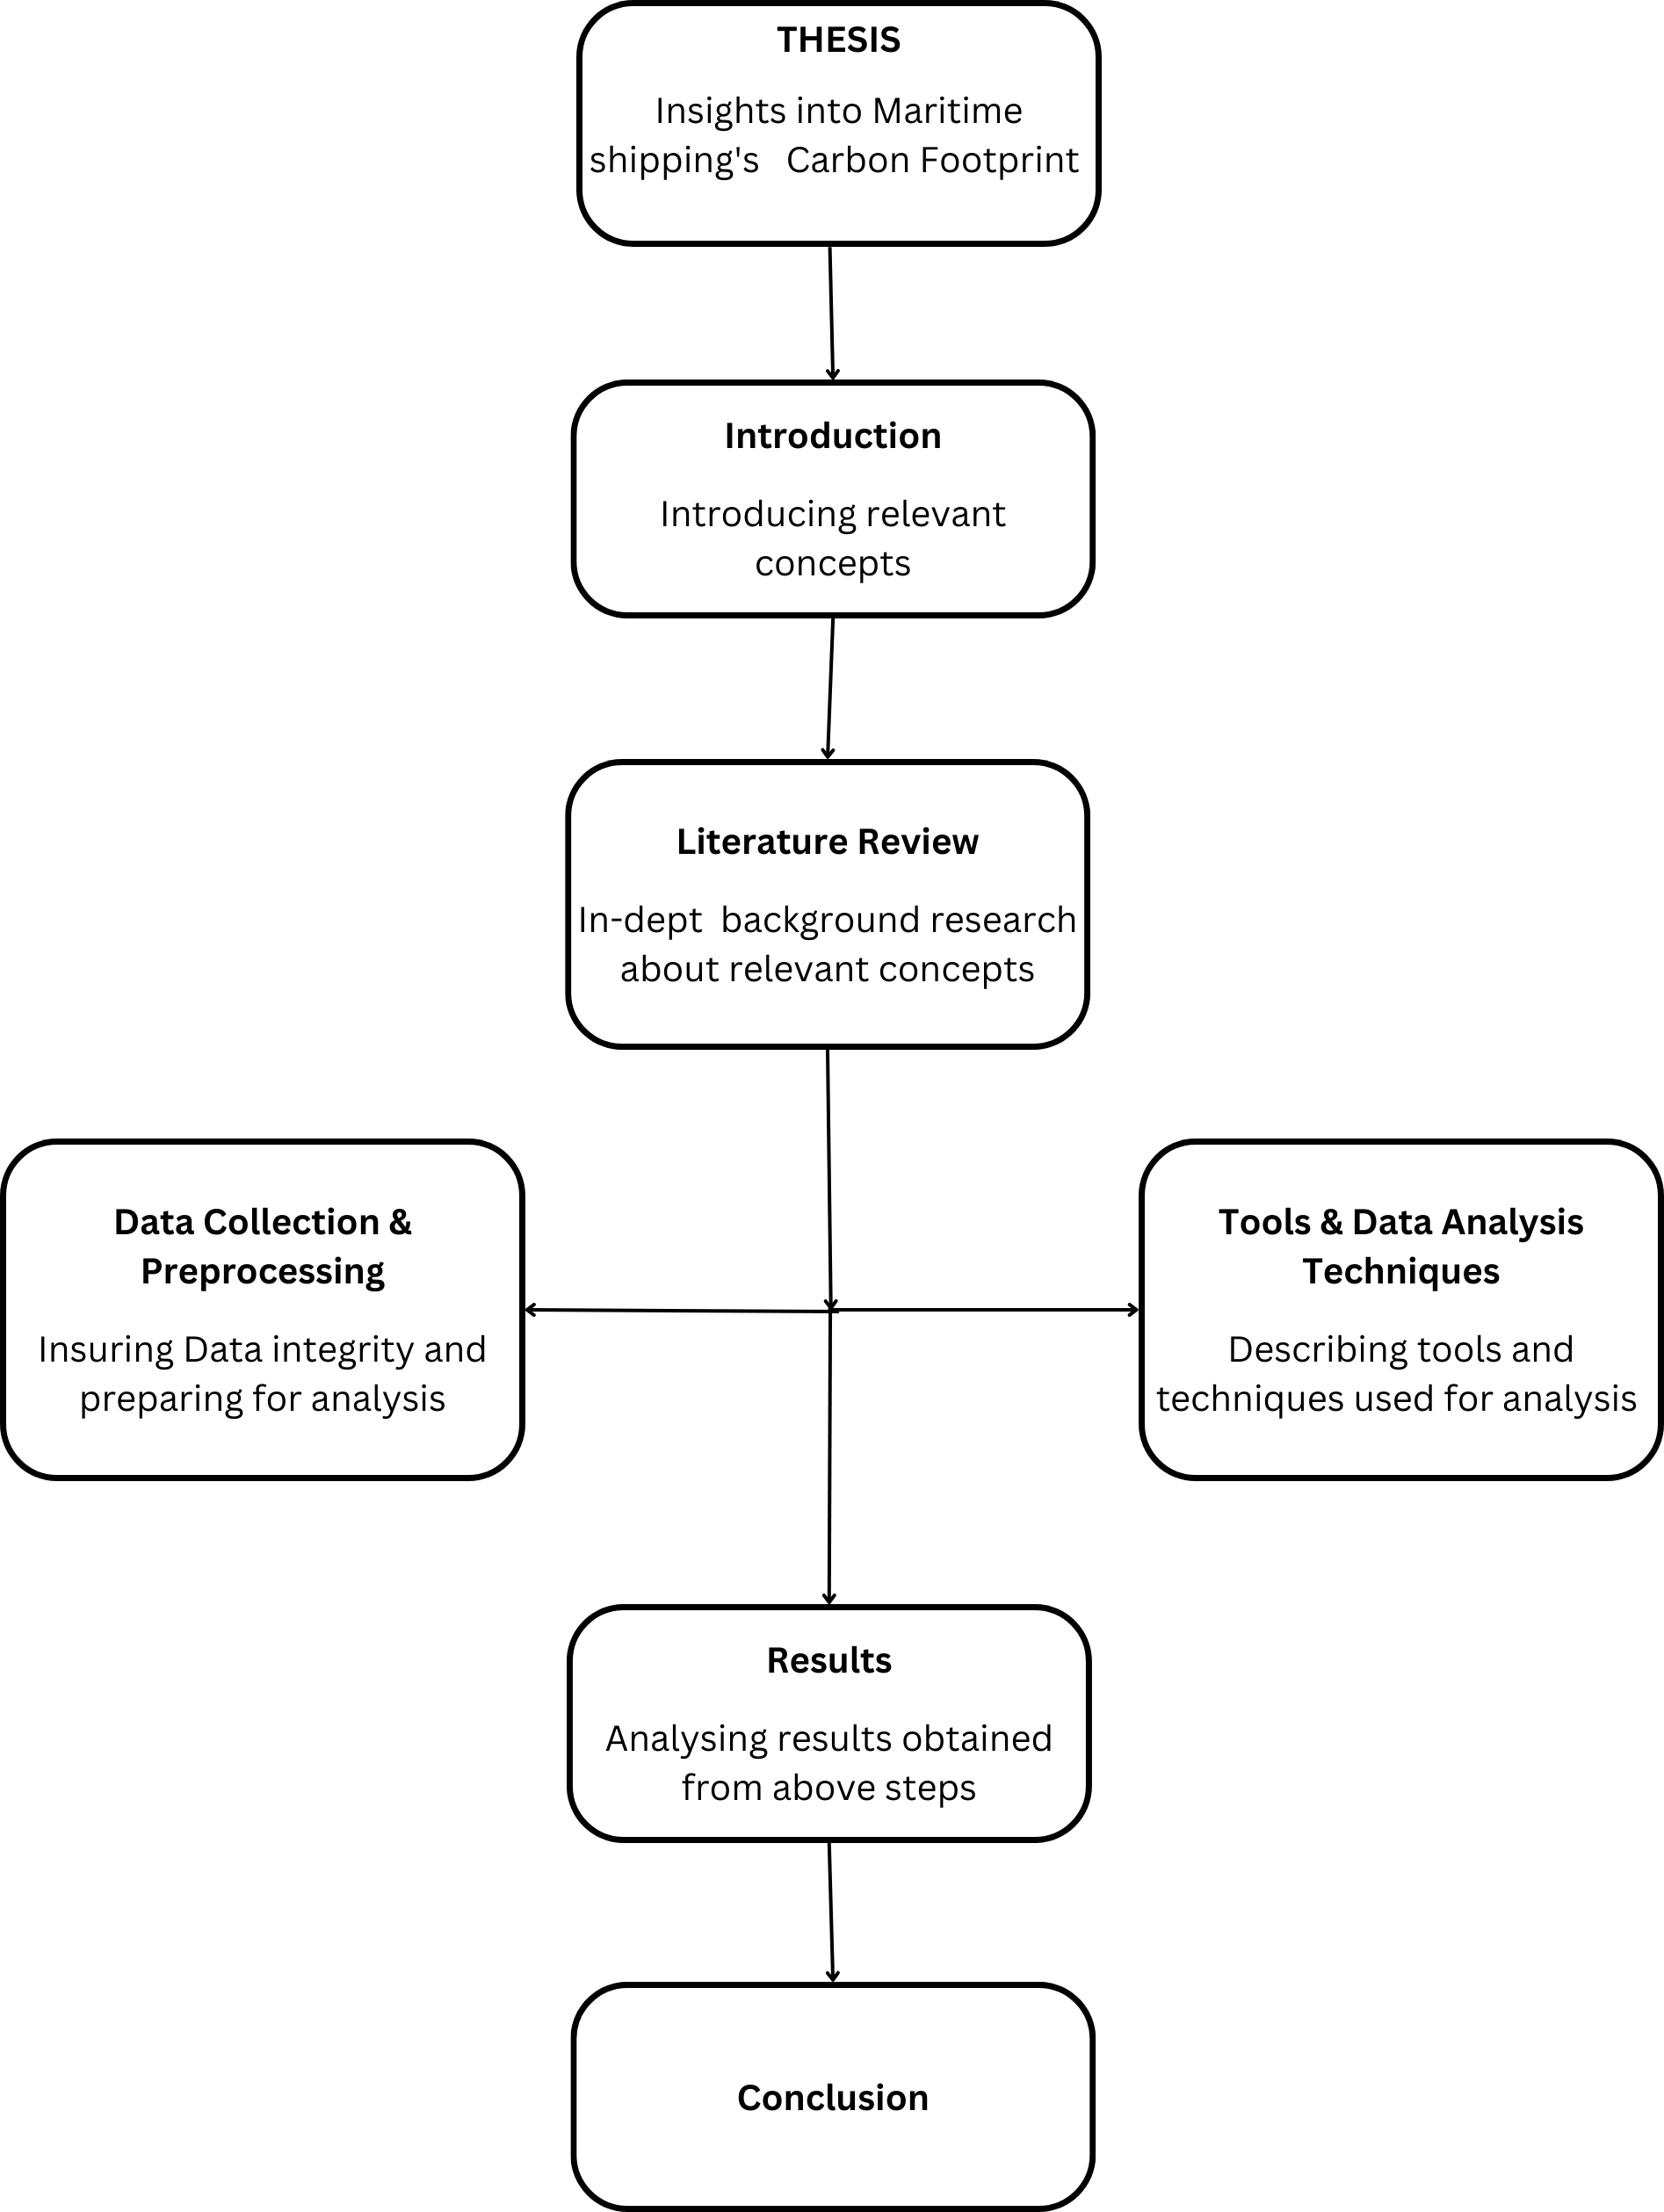 THESIS
Insights into Maritime
shipping's Carbon Footprint
Introduction
Introducing relevant
concepts
Literature Review
In-dept background research
about relevant concepts
Data Collection &
Preprocessing
Insuring Data integrity and
preparing for analysis
Tools & Data Analysis
Techniques
Describing tools and
techniques used for analysis
Results
Analysing results obtained
from above steps
Conclusion